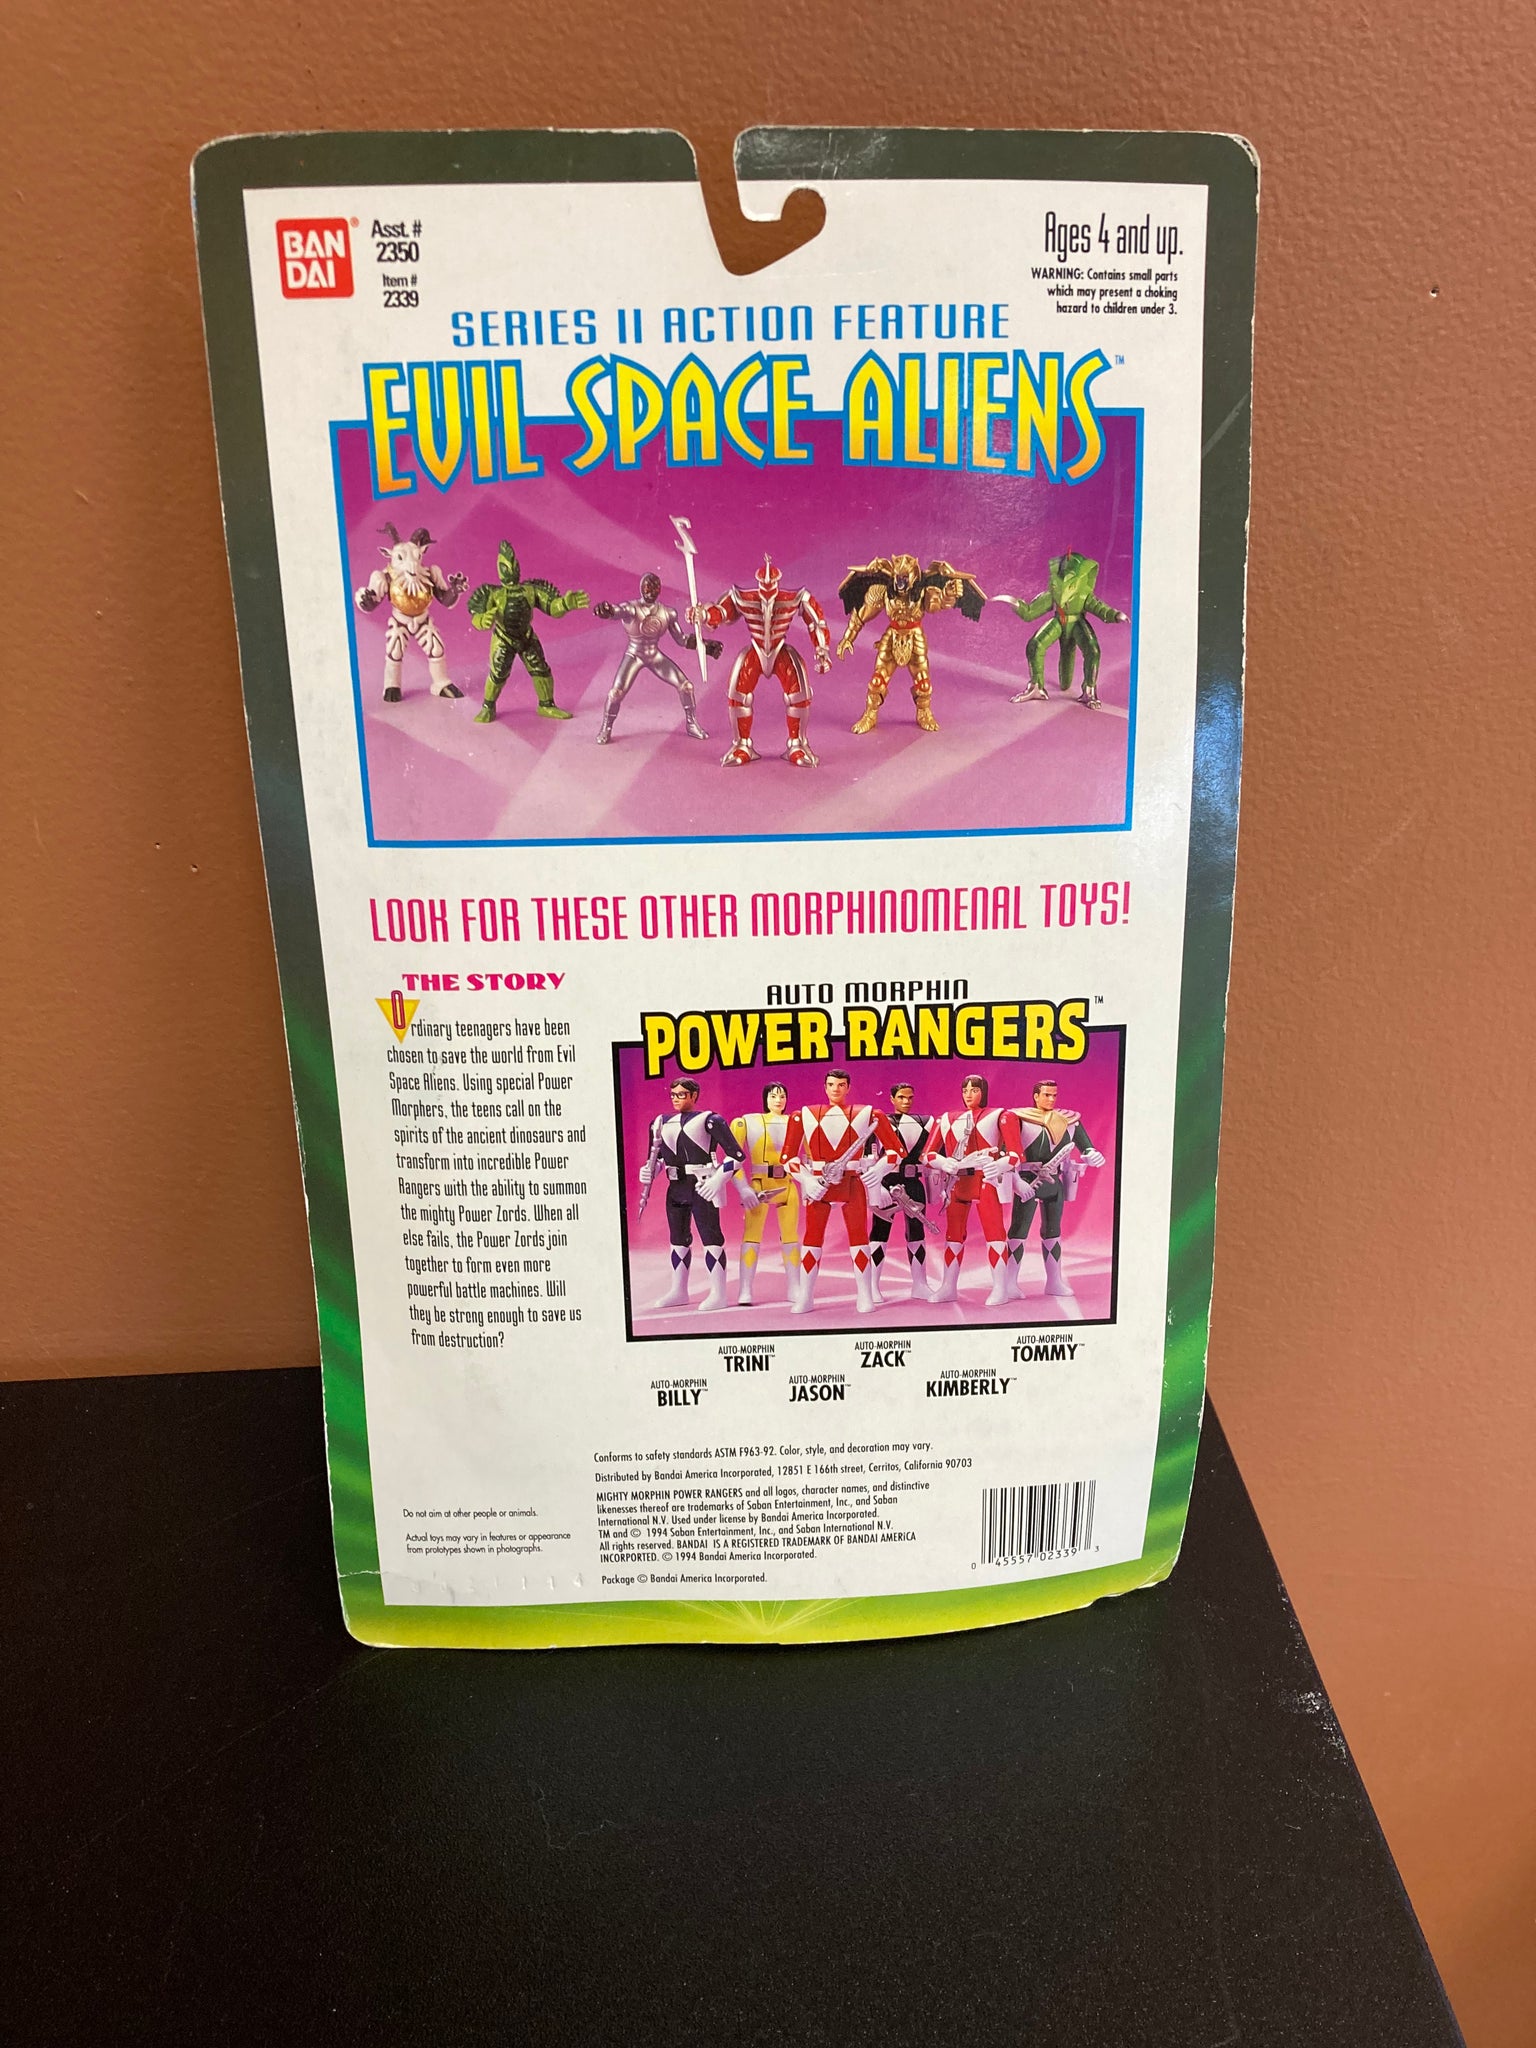 BAN
DAI®
Asst. #
2350
Item #
2339
Ages 4 and up.
WARNING: Contains small parts
which may present a choking
hazard to children under 3.
SERIES II ACTION FEATURE
EVIL SPACE ALIENS™
LOOK FOR THESE OTHER MORPHINOMENAL TOYS!
THE STORY
Ordinary teenagers have been
chosen to save the world from Evil
Space Aliens. Using special Power
Morphers, the teens call on the
spirits of the ancient dinosaurs and
transform into incredible Power
Rangers with the ability to summon
the mighty Power Zords. When all
else fails, the Power Zords join
together to form even more
powerful battle machines. Will
they be strong enough to save us
from destruction?
AUTO MORPHIN
POWER RANGERS™
AUTO-MORPHIN
BILLY™
AUTO-MORPHIN
TRINI™
AUTO-MORPHIN
JASON™
AUTO-MORPHIN
ZACK™
AUTO-MORPHIN
KIMBERLY™
AUTO-MORPHIN
TOMMY™
Do not aim at other people or animals.
Actual toys may vary in features or appearance
from prototypes shown in photographs.
Conforms to safety standards ASTM F963-92. Color, style, and decoration may vary.
Distributed by Bandai America Incorporated, 12851 E 166th street, Cerritos, California 90703
MIGHTY MORPHIN POWER RANGERS and all logos, character names, and distinctive
likenesses thereof are trademarks of Saban Entertainment, Inc., and Saban
International N.V. Used under license by Bandai America Incorporated.
TM and © 1994 Saban Entertainment, Inc., and Saban International N.V.
All rights reserved. BANDAI IS A REGISTERED TRADEMARK OF BANDAI AMERICA
INCORPORATED. © 1994 Bandai America Incorporated.
Package © Bandai America Incorporated.
0 45557 02339 3